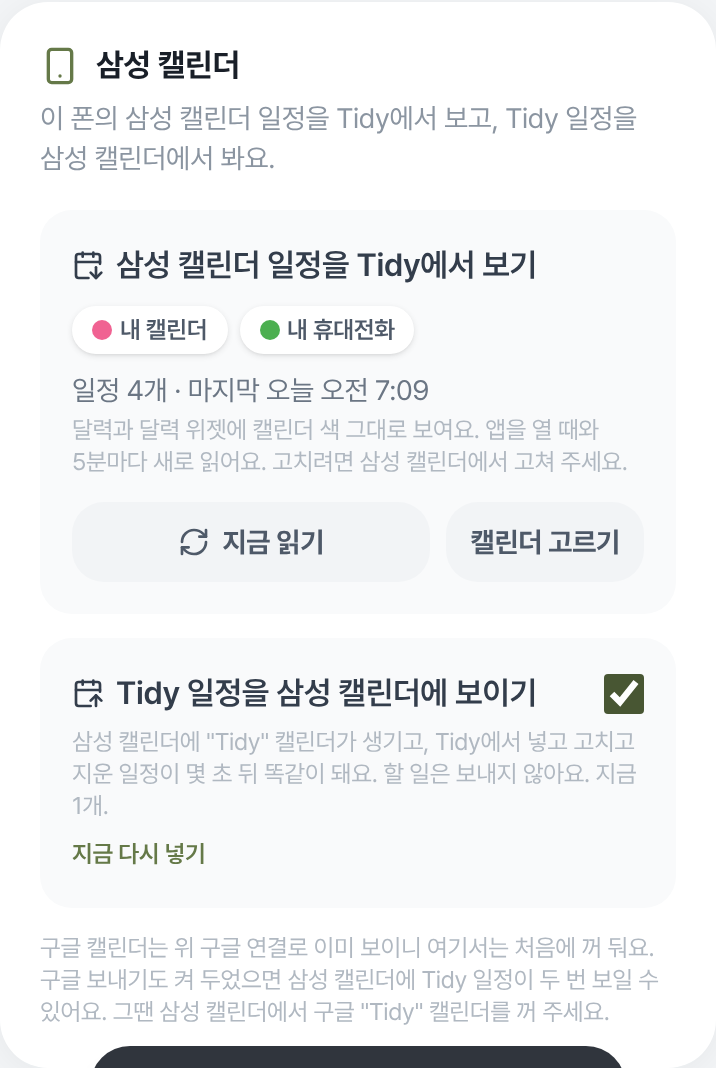 삼성 캘린더
이 폰의 삼성 캘린더 일정을 Tidy에서 보고, Tidy 일정을
삼성 캘린더에서 봐요.
삼성 캘린더 일정을 Tidy에서 보기
내 캘린더
내 휴대전화
일정 4개 · 마지막 오늘 오전 7:09
달력과 달력 위젯에 캘린더 색 그대로 보여요. 앱을 열 때와
5분마다 새로 읽어요. 고치려면 삼성 캘린더에서 고쳐 주세요.
지금 읽기
캘린더 고르기
Tidy 일정을 삼성 캘린더에 보이기
삼성 캘린더에 "Tidy" 캘린더가 생기고, Tidy에서 넣고 고치고
지운 일정이 몇 초 뒤 똑같이 돼요. 할 일은 보내지 않아요. 지금
1개.
지금 다시 넣기
구글 캘린더는 위 구글 연결로 이미 보이니 여기서는 처음에 꺼 둬요.
구글 보내기도 켜 두었으면 삼성 캘린더에 Tidy 일정이 두 번 보일 수
있어요. 그땐 삼성 캘린더에서 구글 "Tidy" 캘린더를 꺼 주세요.